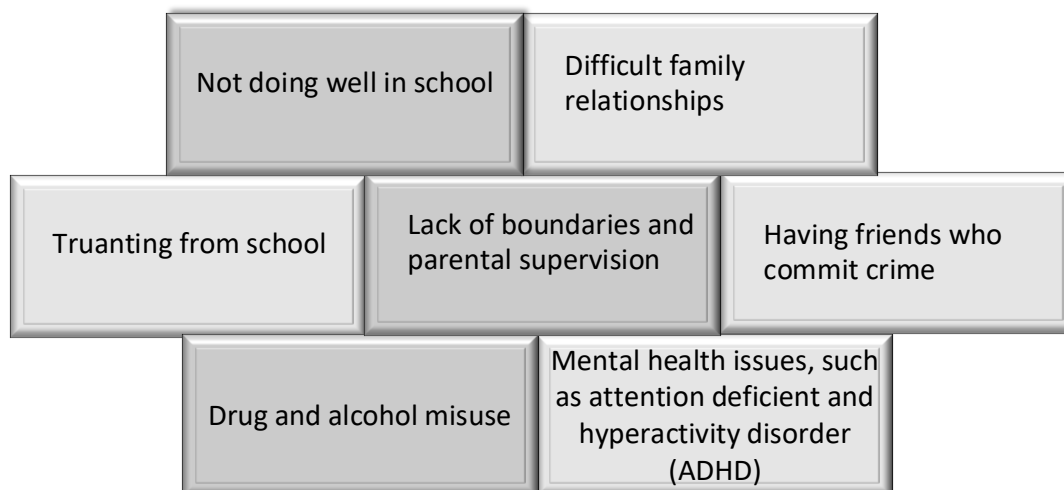 Not doing well in school
Difficult family
relationships
Truanting from school
Lack of boundaries and
parental supervision
Having friends who
commit crime
Drug and alcohol misuse
Mental health issues, such
as attention deficient and
hyperactivity disorder
(ADHD)